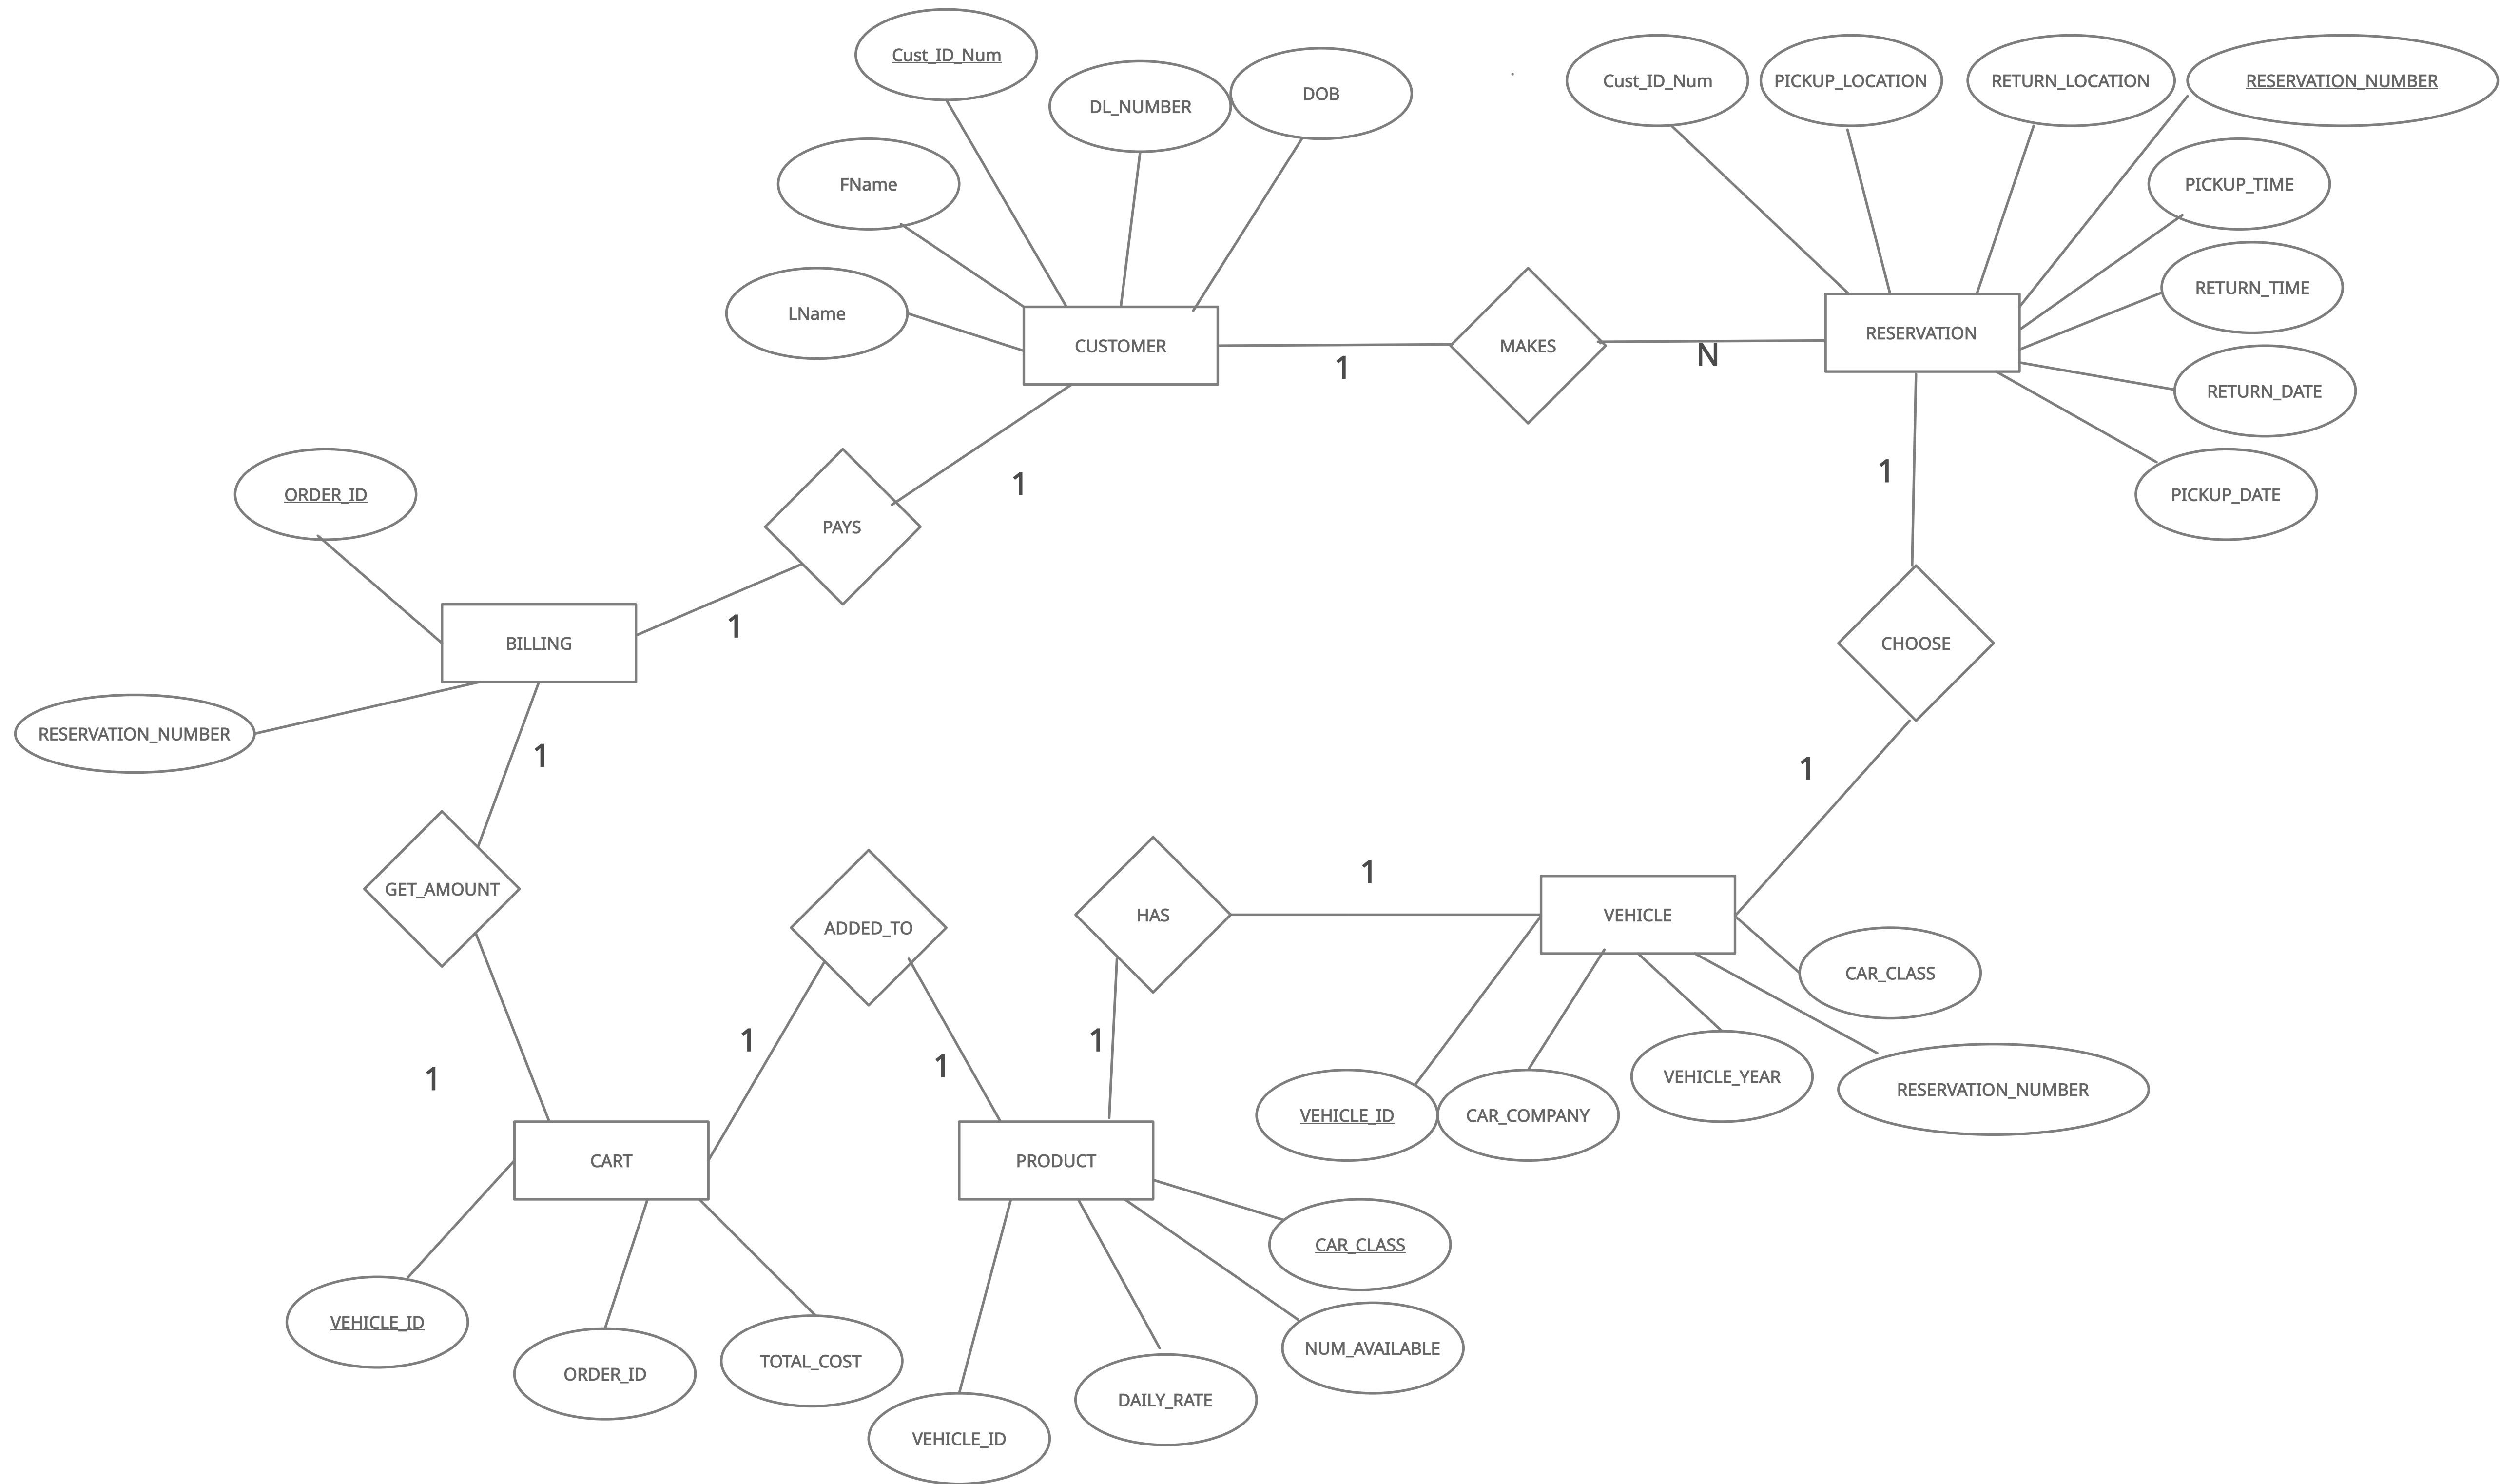 Cust_ID_Num
DL_NUMBER
DOB
FName
LName
CUSTOMER
Cust_ID_Num
PICKUP_LOCATION
RETURN_LOCATION
RESERVATION_NUMBER
PICKUP_TIME
RETURN_TIME
RETURN_DATE
PICKUP_DATE
RESERVATION
MAKES
1
N
PAYS
1
1
ORDER_ID
BILLING
RESERVATION_NUMBER
1
GET_AMOUNT
1
CHOOSE
1
1
ADDED_TO
1
1
HAS
1
1
VEHICLE
CAR_CLASS
RESERVATION_NUMBER
VEHICLE_YEAR
CAR_COMPANY
VEHICLE_ID
CART
VEHICLE_ID
ORDER_ID
TOTAL_COST
PRODUCT
CAR_CLASS
NUM_AVAILABLE
DAILY_RATE
VEHICLE_ID